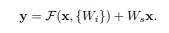 y = F(x, {W_i}) + W_s x.